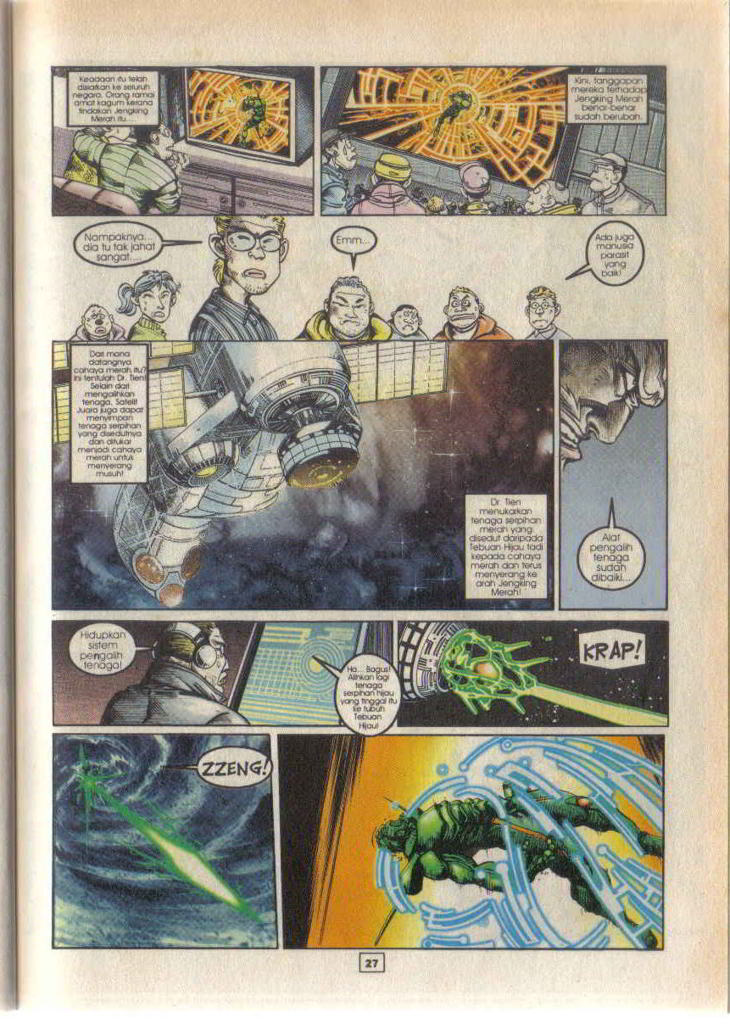 Keadaan itu telah
disiarkan ke seluruh
negara. Orang ramai
amat kagum kerana
tindakan Jengking
Merah itu...
Kini, tanggapan
mereka terhadap
Jengking Merah
benar-benar
sudah berubah.
Nampaknya...
dia tu tak jahat
sangat....
Emm...
Ada juga
manusia
parasit
yang
baik!
Dari mana
datangnya
cahaya merah itu?
Ini tentulah Dr. Tien!
Selain dari
mengalihkan
tenaga, Satelit
Juara juga dapat
menyimpan
tenaga serpihan
yang disedutnya
dan ditukar
menjadi cahaya
merah untuk
menyerang
musuh!
Dr. Tien
menukarkan
tenaga serpihan
merah yang
disedut daripada
Tebuan Hijau tadi
kepada cahaya
merah dan terus
menyerang ke
arah Jengking
Merah!
Alat
pengalih
tenaga
sudah
dibaiki...
Hidupkan
sistem
pengalih
tenaga!
Ha... Bagus!
Alihkan lagi
tenaga
serpihan hijau
yang tinggal itu
ke tubuh
Tebuan
Hijau!
KRAP!
ZZENG!
27